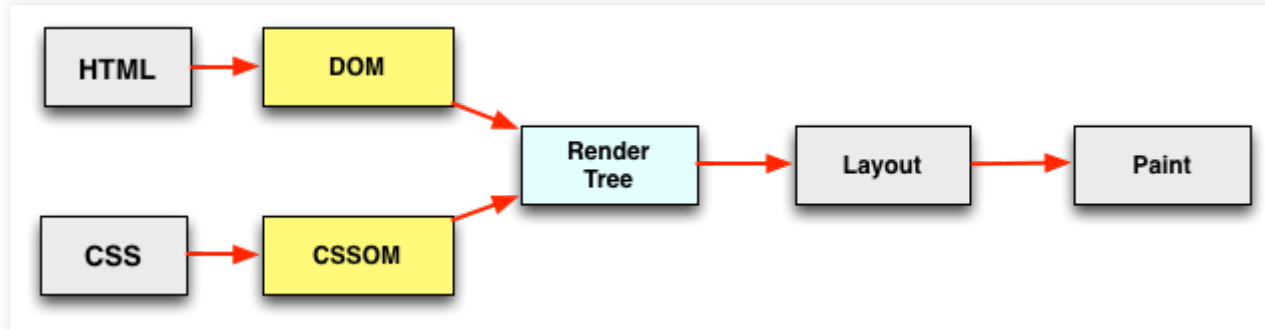 HTML
DOM
Render
Tree
Layout
Paint
CSS
CSSOM